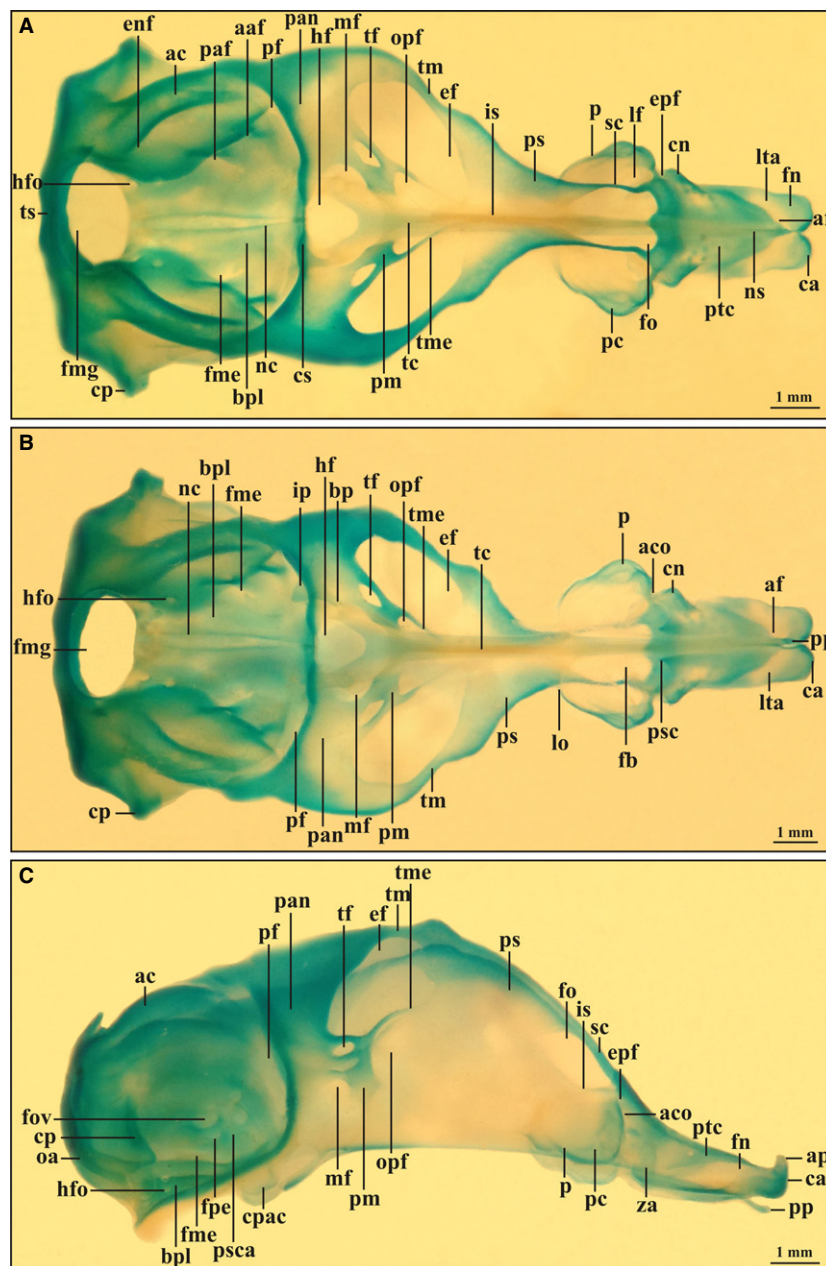 A
enf ac paf aaf pf pan hf mf tf opf tm ef is ps p sc lf epf cn lta fn
hfo
ts
fmg cp fme bpl nc cs pm tc tme pc fo ptc ns ca
1 mm
B
nc bpl fme ip hf bp tf opf tme ef tc p aco cn af
hfo
fmg
pp
ca
cp pf pan mf pm tm ps lo fb psc lta
1 mm
C
ac pf pan tf ef tm tme ps fo is sc epf aco ptc fn
fov
cp
oa
hfo
ap
ca
pp
bpl fme fpe psca cpac mf pm opf p pc za
1 mm